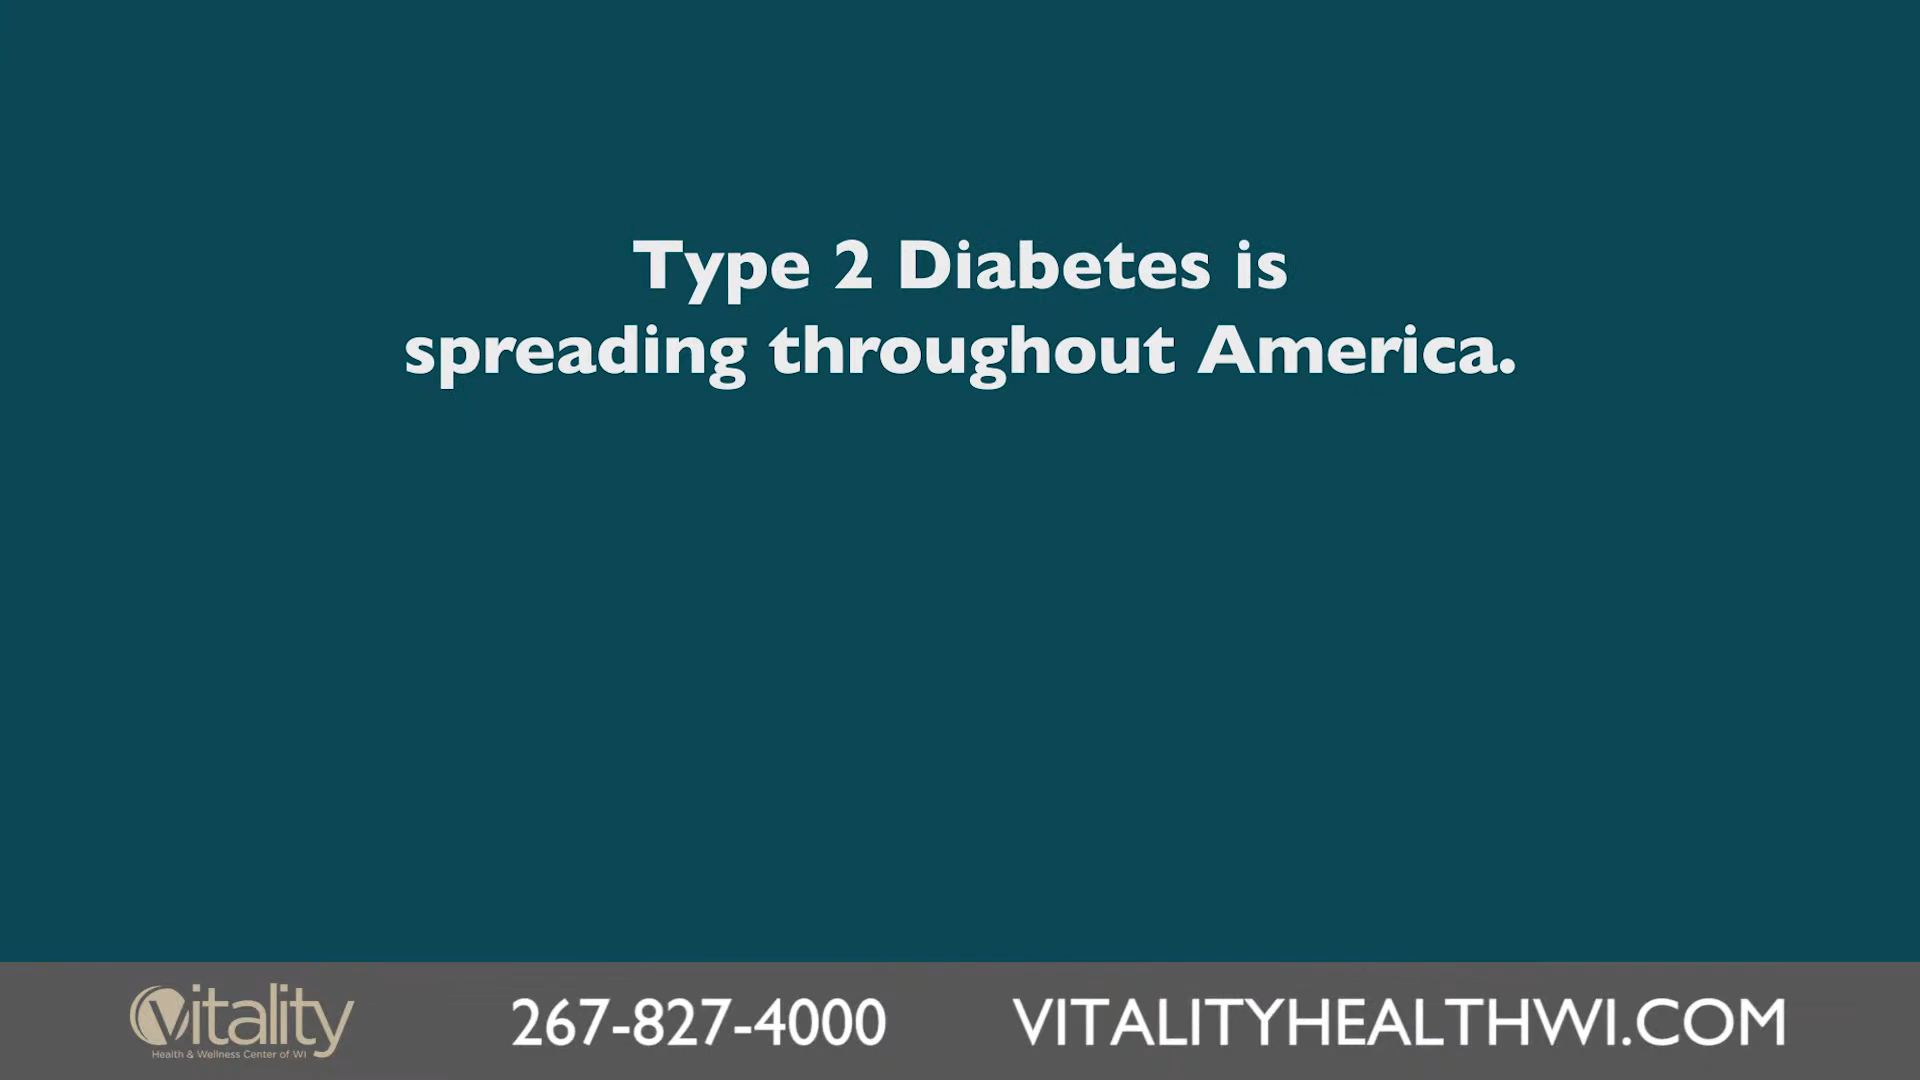 Type 2 Diabetes is
spreading throughout America.
Vitality
Health & Wellness Center of WI
267-827-4000
VITALITYHEALTHWI.COM